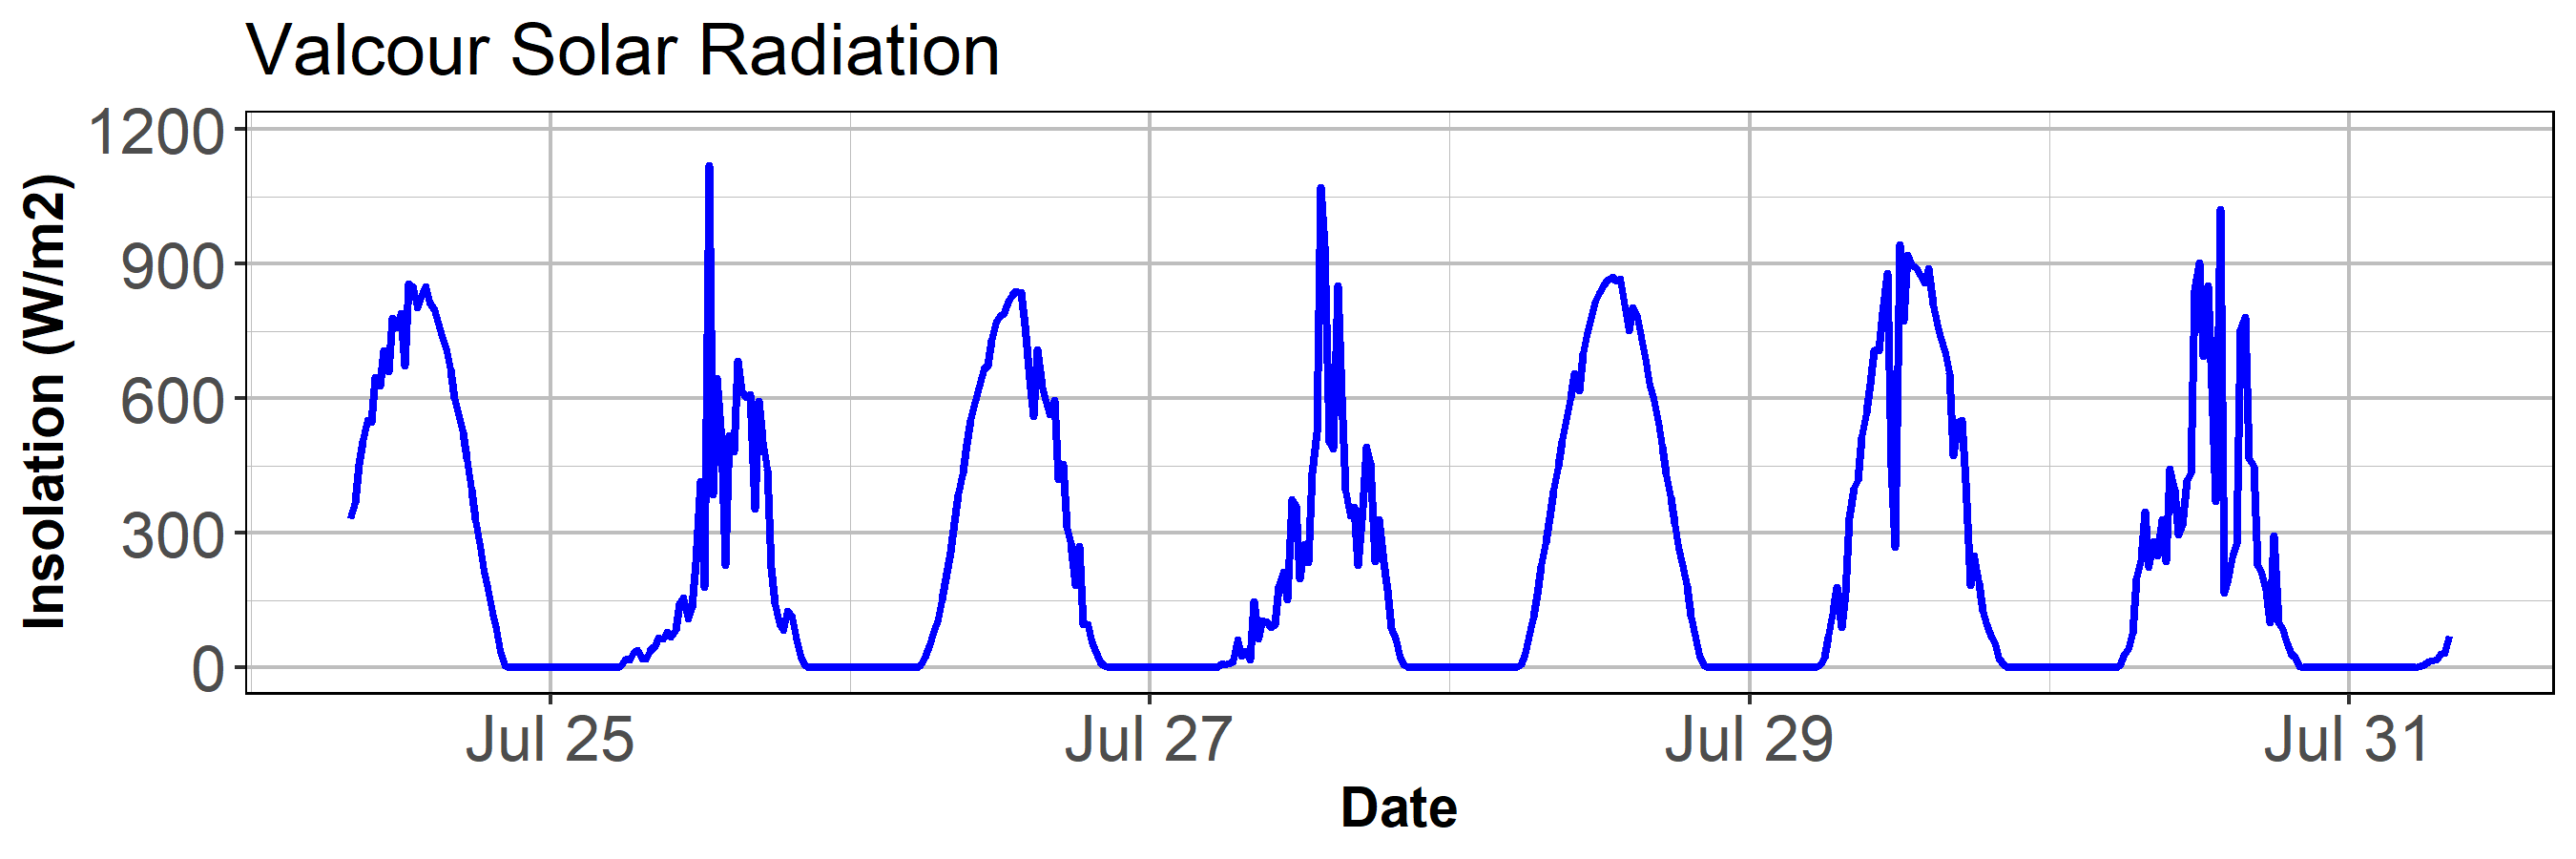 Valcour Solar Radiation
Insolation (W/m2)
1200
900
600
300
0
Jul 25 Jul 27 Jul 29 Jul 31
Date